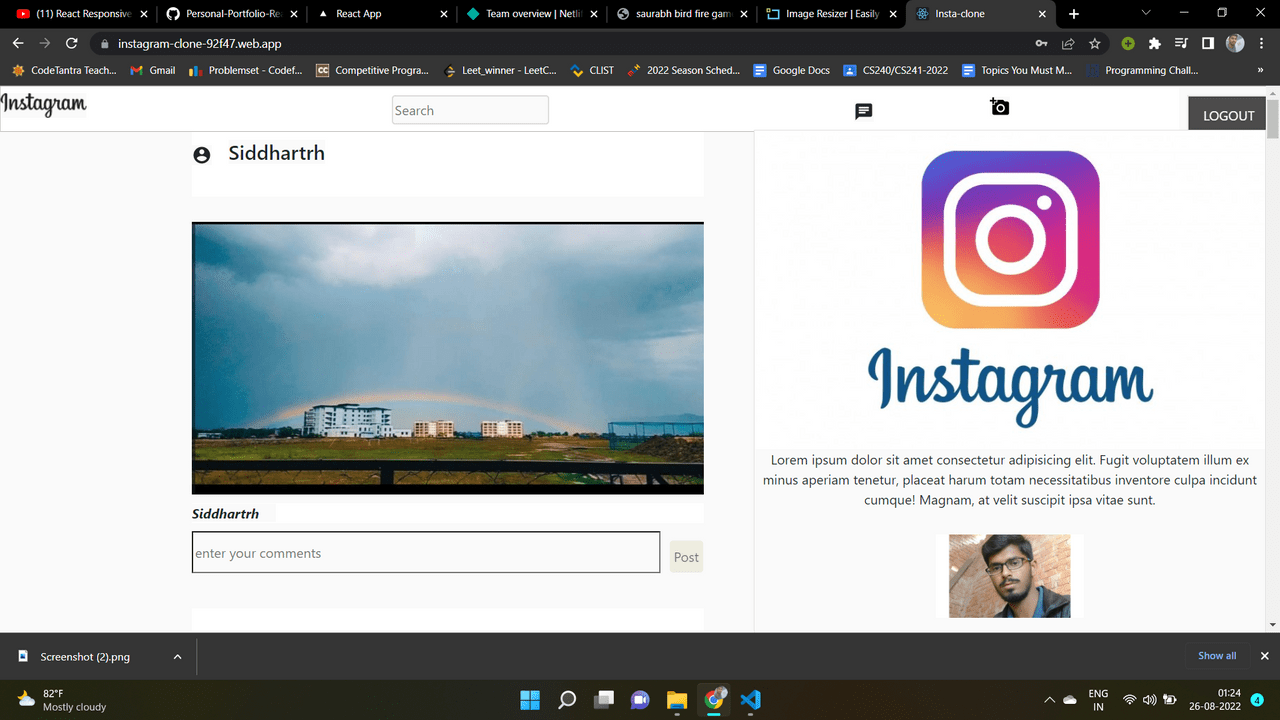 (11) React Responsive
Personal-Portfolio-Re
React App
Team overview | Netli
saurabh bird fire gam
Image Resizer | Easily
Insta-clone
instagram-clone-92f47.web.app
CodeTantra Teach...
Gmail
Problemset - Codef...
Competitive Progra...
Leet_winner - LeetC...
CLIST
2022 Season Sched...
Google Docs
CS240/CS241-2022
Topics You Must M...
Programming Chall...
»
Instagram
Search
LOGOUT
Siddhartrh
Instagram
Lorem ipsum dolor sit amet consectetur adipisicing elit. Fugit voluptatem illum ex
minus aperiam tenetur, placeat harum totam necessitatibus inventore culpa incidunt
cumque! Magnam, at velit suscipit ipsa vitae sunt.
Siddhartrh
enter your comments
Post
Screenshot (2).png
Show all
82°F
Mostly cloudy
ENG
IN
01:24
26-08-2022
4